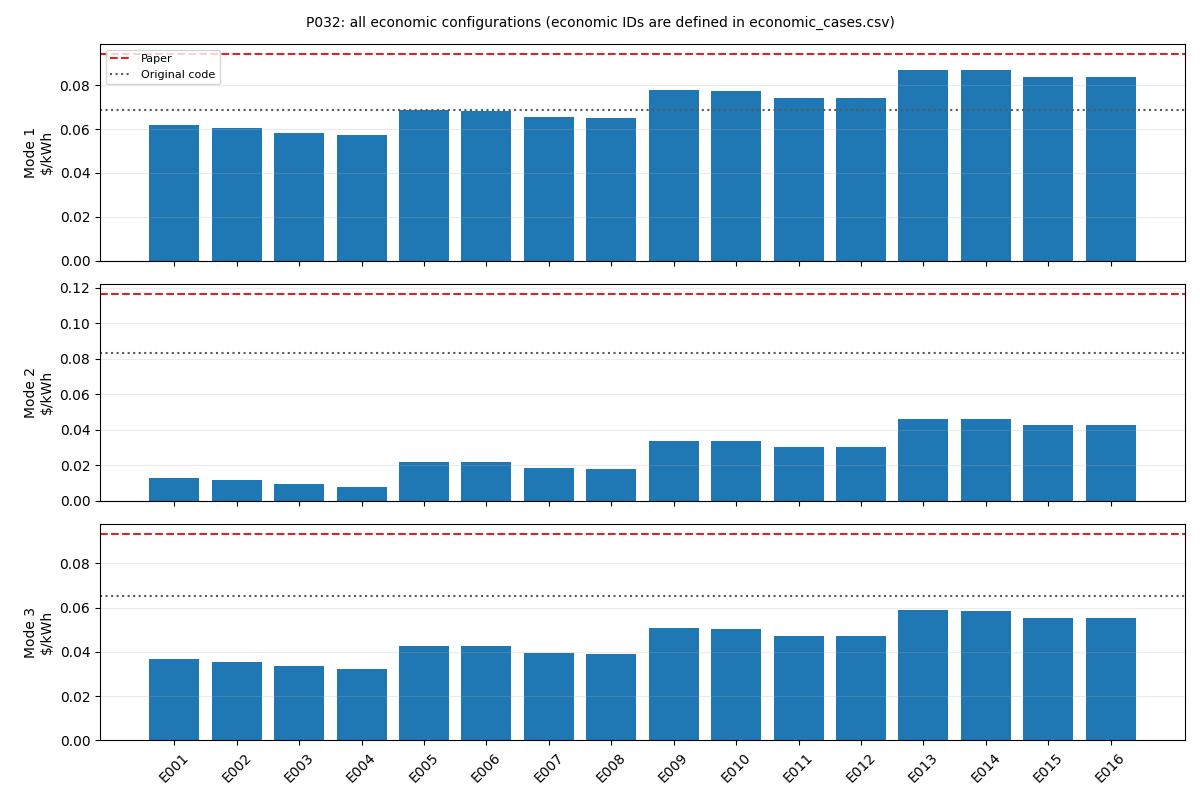 P032: all economic configurations (economic IDs are defined in economic_cases.csv)
Paper
Original code
Mode 1
$/kWh
0.08
0.06
0.04
0.02
0.00
Mode 2
$/kWh
0.12
0.10
0.08
0.06
0.04
0.02
0.00
Mode 3
$/kWh
0.08
0.06
0.04
0.02
0.00
E001 E002 E003 E004 E005 E006 E007 E008 E009 E010 E011 E012 E013 E014 E015 E016